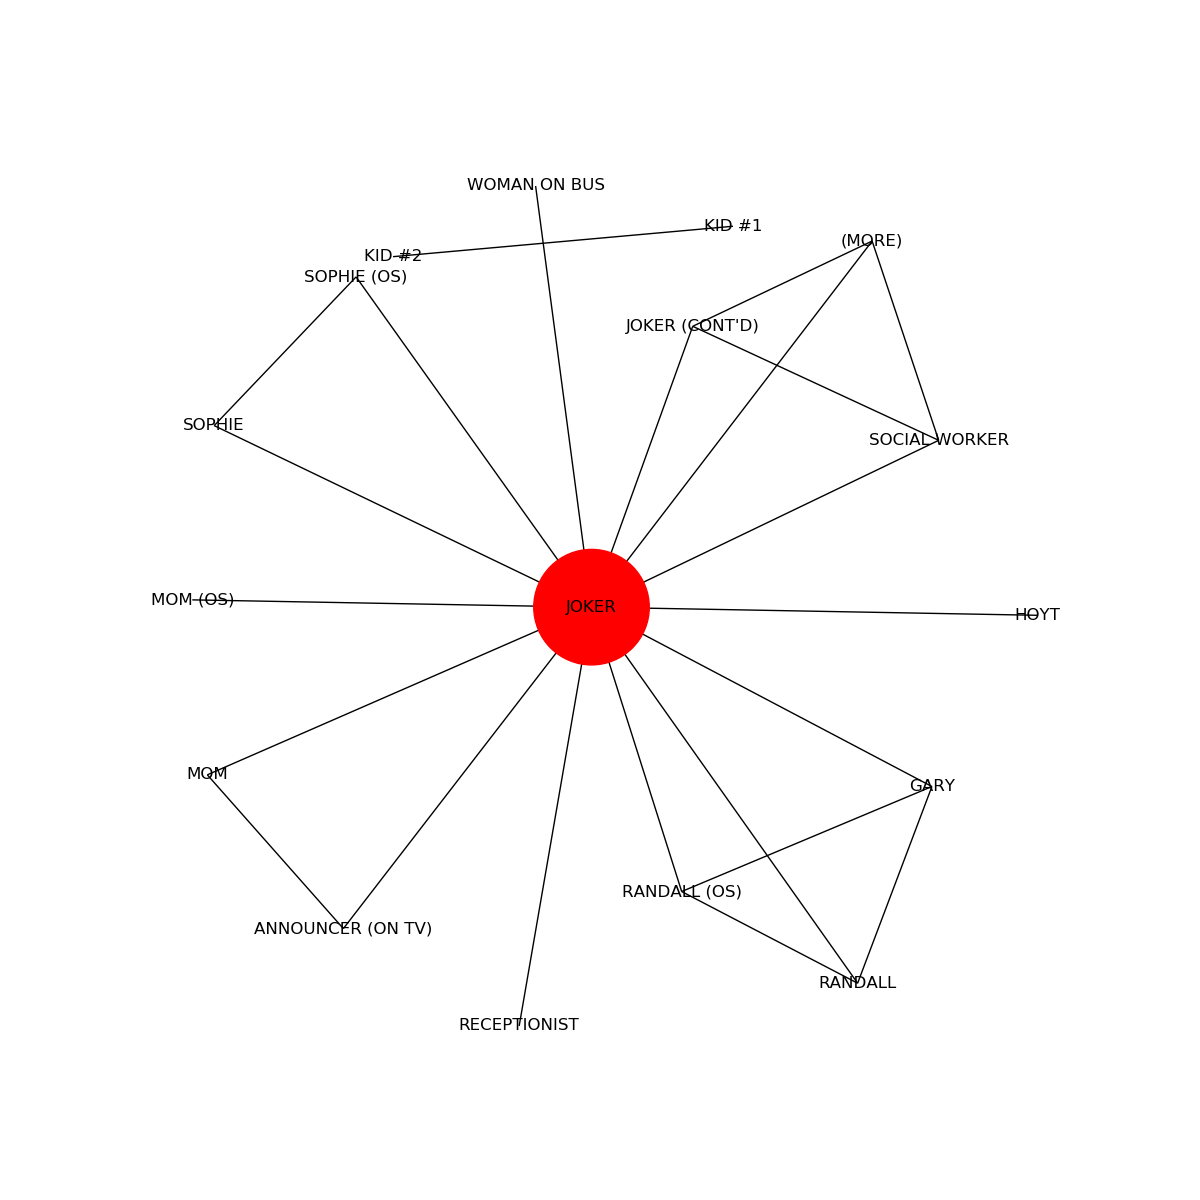 WOMAN ON BUS
KID #1
(MORE)
KID #2
SOPHIE (OS)
JOKER (CONT'D)
SOPHIE
SOCIAL WORKER
MOM (OS)
JOKER
HOYT
MOM
GARY
RANDALL (OS)
ANNOUNCER (ON TV)
RANDALL
RECEPTIONIST